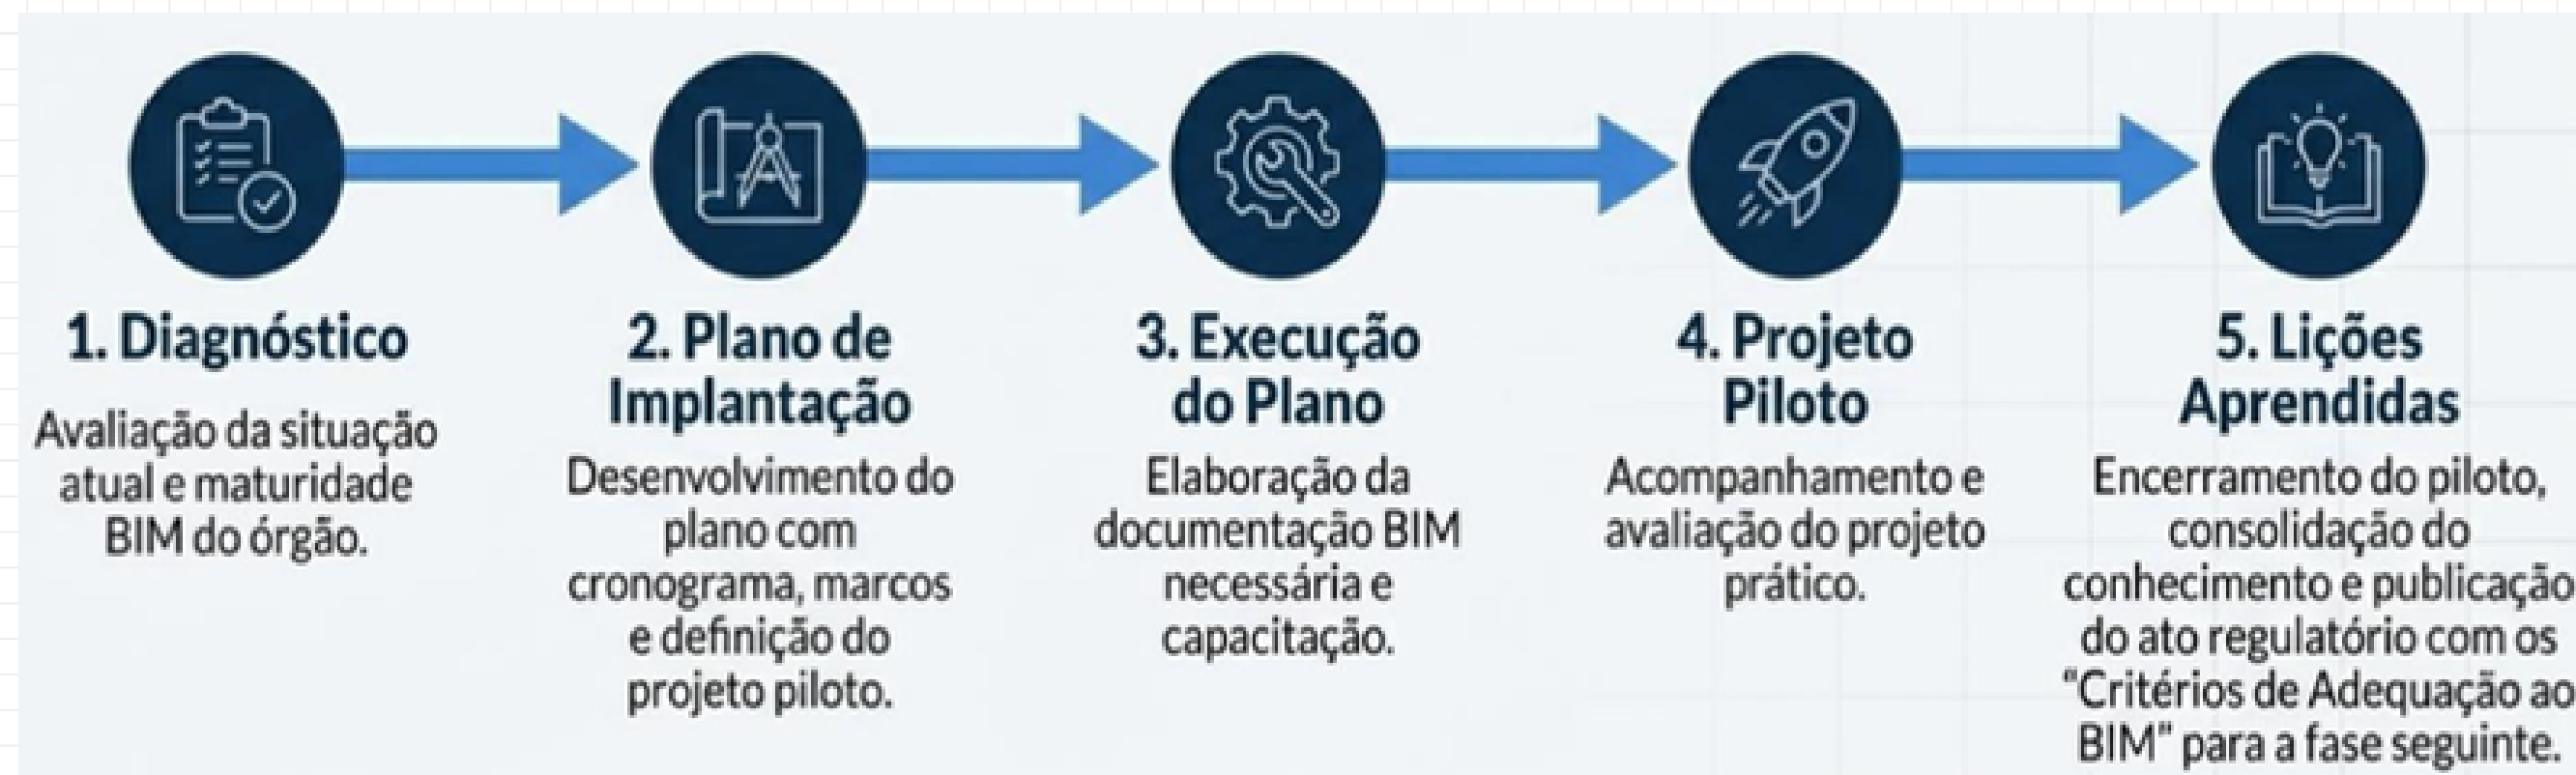 1. Diagnóstico
Avaliação da situação
atual e maturidade
BIM do órgão.
2. Plano de
Implantação
Desenvolvimento do
plano com
cronograma, marcos
e definição do
projeto piloto.
3. Execução
do Plano
Elaboração da
documentação BIM
necessária e
capacitação.
4. Projeto
Piloto
Acompanhamento e
avaliação do projeto
prático.
5. Lições
Aprendidas
Encerramento do piloto,
consolidação do
conhecimento e publicação
do ato regulatório com os
“Critérios de Adequação ao
BIM” para a fase seguinte.